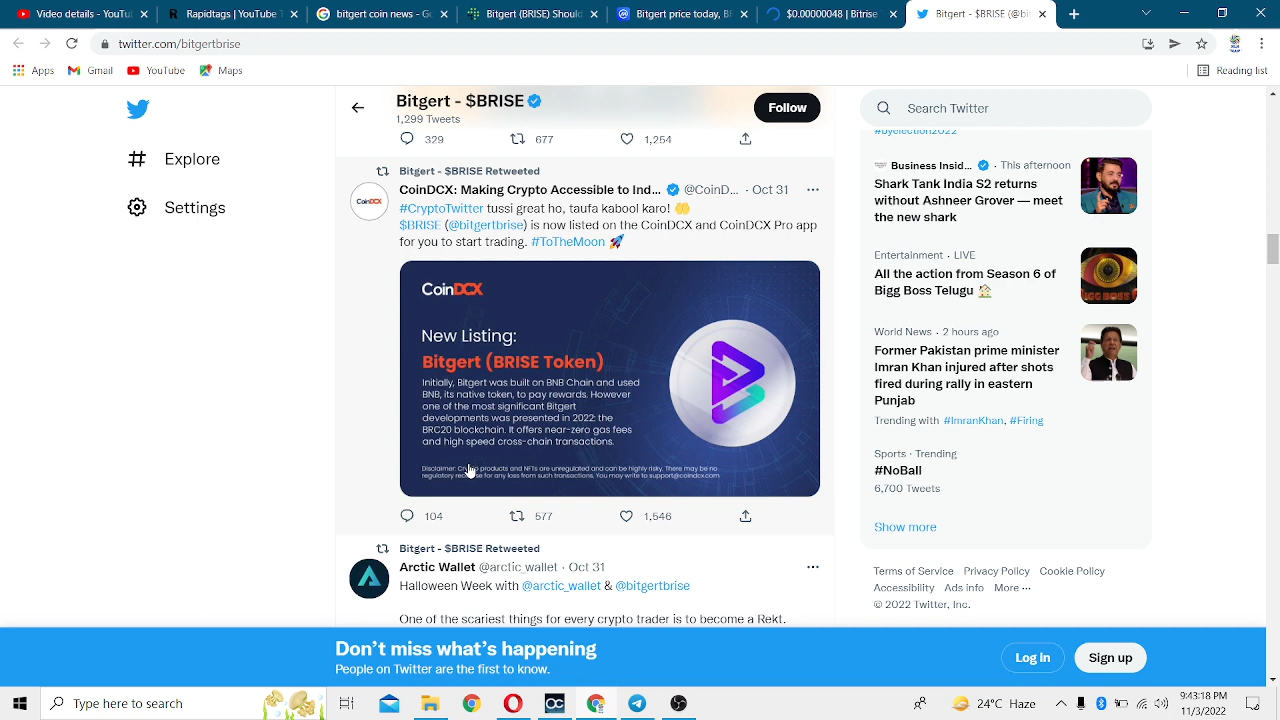 Video details - YouTu
Rapidtags | YouTube T
bitgert coin news - Go
Bitgert (BRISE) Should
Bitgert price today, BR
$0.00000048 | Bitrise
Bitgert - $BRISE (@bit
twitter.com/bitgertbrise
Apps
Gmail
YouTube
Maps
Reading list
Explore
Settings
Bitgert - $BRISE
1,299 Tweets
Follow
329 677 1,254
Bitgert - $BRISE Retweeted
CoinDCX: Making Crypto Accessible to Ind... @CoinD... · Oct 31
#CryptoTwitter tussi great ho, taufa kabool karo! 🤲
$BRISE (@bitgertbrise) is now listed on the CoinDCX and CoinDCX Pro app
for you to start trading. #ToTheMoon 🚀
CoinDCX
CoinDCX
New Listing:
Bitgert (BRISE Token)
Initially, Bitgert was built on BNB Chain and used
BNB, its native token, to pay rewards. However
one of the most significant Bitgert
developments was presented in 2022: the
BRC20 blockchain. It offers near-zero gas fees
and high speed cross-chain transactions.
Disclaimer: products and NFTs are unregulated and can be highly risky. There may be no
regulatory for any loss from such transactions. You may write to support@coindcx.com
104 577 1,546
Bitgert - $BRISE Retweeted
Arctic Wallet @arctic_wallet · Oct 31
Halloween Week with @arctic_wallet & @bitgertbrise
One of the scariest things for every crypto trader is to become a Rekt.
Search Twitter
#byelection2022
Business Insid... · This afternoon
Shark Tank India S2 returns
without Ashneer Grover — meet
the new shark
Entertainment · LIVE
All the action from Season 6 of
Bigg Boss Telugu 🏠
World News · 2 hours ago
Former Pakistan prime minister
Imran Khan injured after shots
fired during rally in eastern
Punjab
Trending with #ImranKhan, #Firing
Sports · Trending
#NoBall
6,700 Tweets
Show more
Terms of Service Privacy Policy Cookie Policy
Accessibility Ads info More ···
© 2022 Twitter, Inc.
Don't miss what's happening
People on Twitter are the first to know.
Log in
Sign up
Type here to search
24°C Haze
9:43:18 PM
11/3/2022